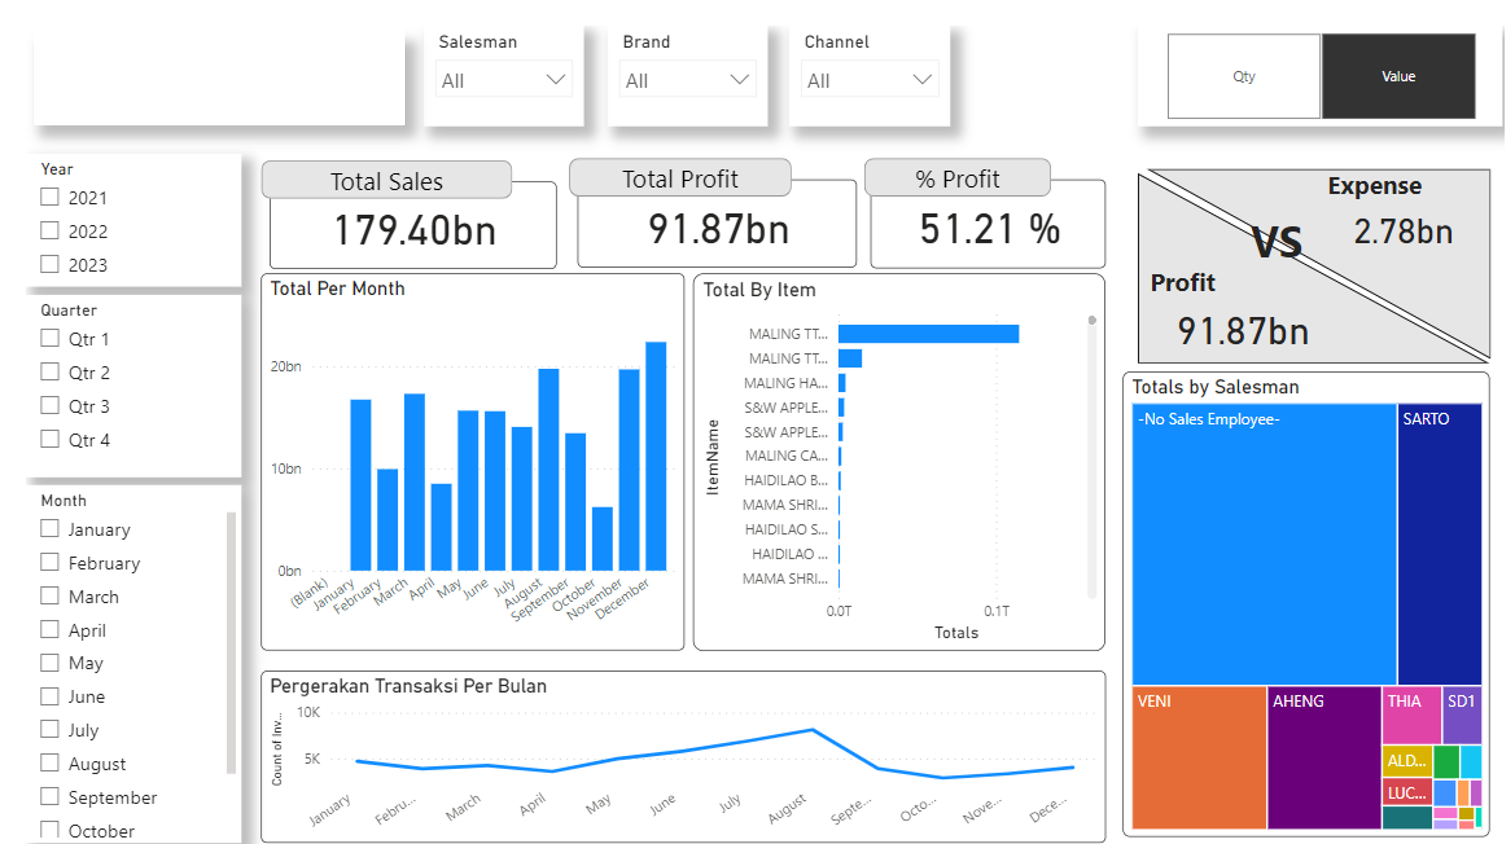 Salesman
All
Brand
All
Channel
All
Qty
Value
Year
2021
2022
2023
Quarter
Qtr 1
Qtr 2
Qtr 3
Qtr 4
Month
January
February
March
April
May
June
July
August
September
October
Total Sales
179.40bn
Total Profit
91.87bn
% Profit
51.21 %
Expense
2.78bn
VS
Profit
91.87bn
Total Per Month
20bn
10bn
0bn
(Blank)
January
February
March
April
May
June
July
August
September
October
November
December
Total By Item
ItemName
MALING TT...
MALING TT...
MALING HA...
S&W APPLE...
S&W APPLE...
MALING CA...
HAIDILAO B...
MAMA SHRI...
HAIDILAO S...
HAIDILAO ...
MAMA SHRI...
0.0T
0.1T
Totals
Totals by Salesman
-No Sales Employee-
SARTO
VENI
AHENG
THIA
SD1
ALD...
LUC...
Pergerakan Transaksi Per Bulan
Count of Inv...
10K
5K
January
Febru...
March
April
May
June
July
August
Septe...
Octo...
Nove...
Dece...